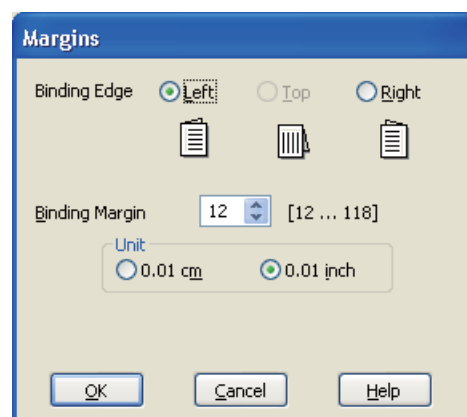 Margins
Binding Edge Left Top Right
Binding Margin 12 [12 ... 118]
Unit
0.01 cm 0.01 inch
OK Cancel Help